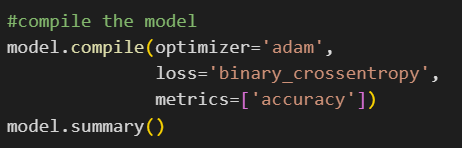 #compile the model
model.compile(optimizer='adam',
              loss='binary_crossentropy',
              metrics=['accuracy'])
model.summary()